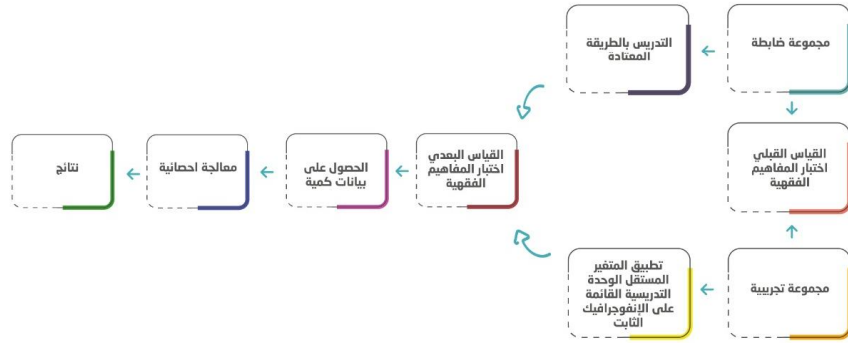 مجموعة ضابطة
التدريس بالطريقة
المعتادة
القياس القبلي
اختبار المفاهيم
الفقهية
القياس البعدي
اختبار المفاهيم
الفقهية
الحصول على
بيانات كمية
معالجة احصائية
نتائج
مجموعة تجريبية
تطبيق المتغير
المستقل الوحدة
التدريسية القائمة
على الإنفوجرافيك
الثابت